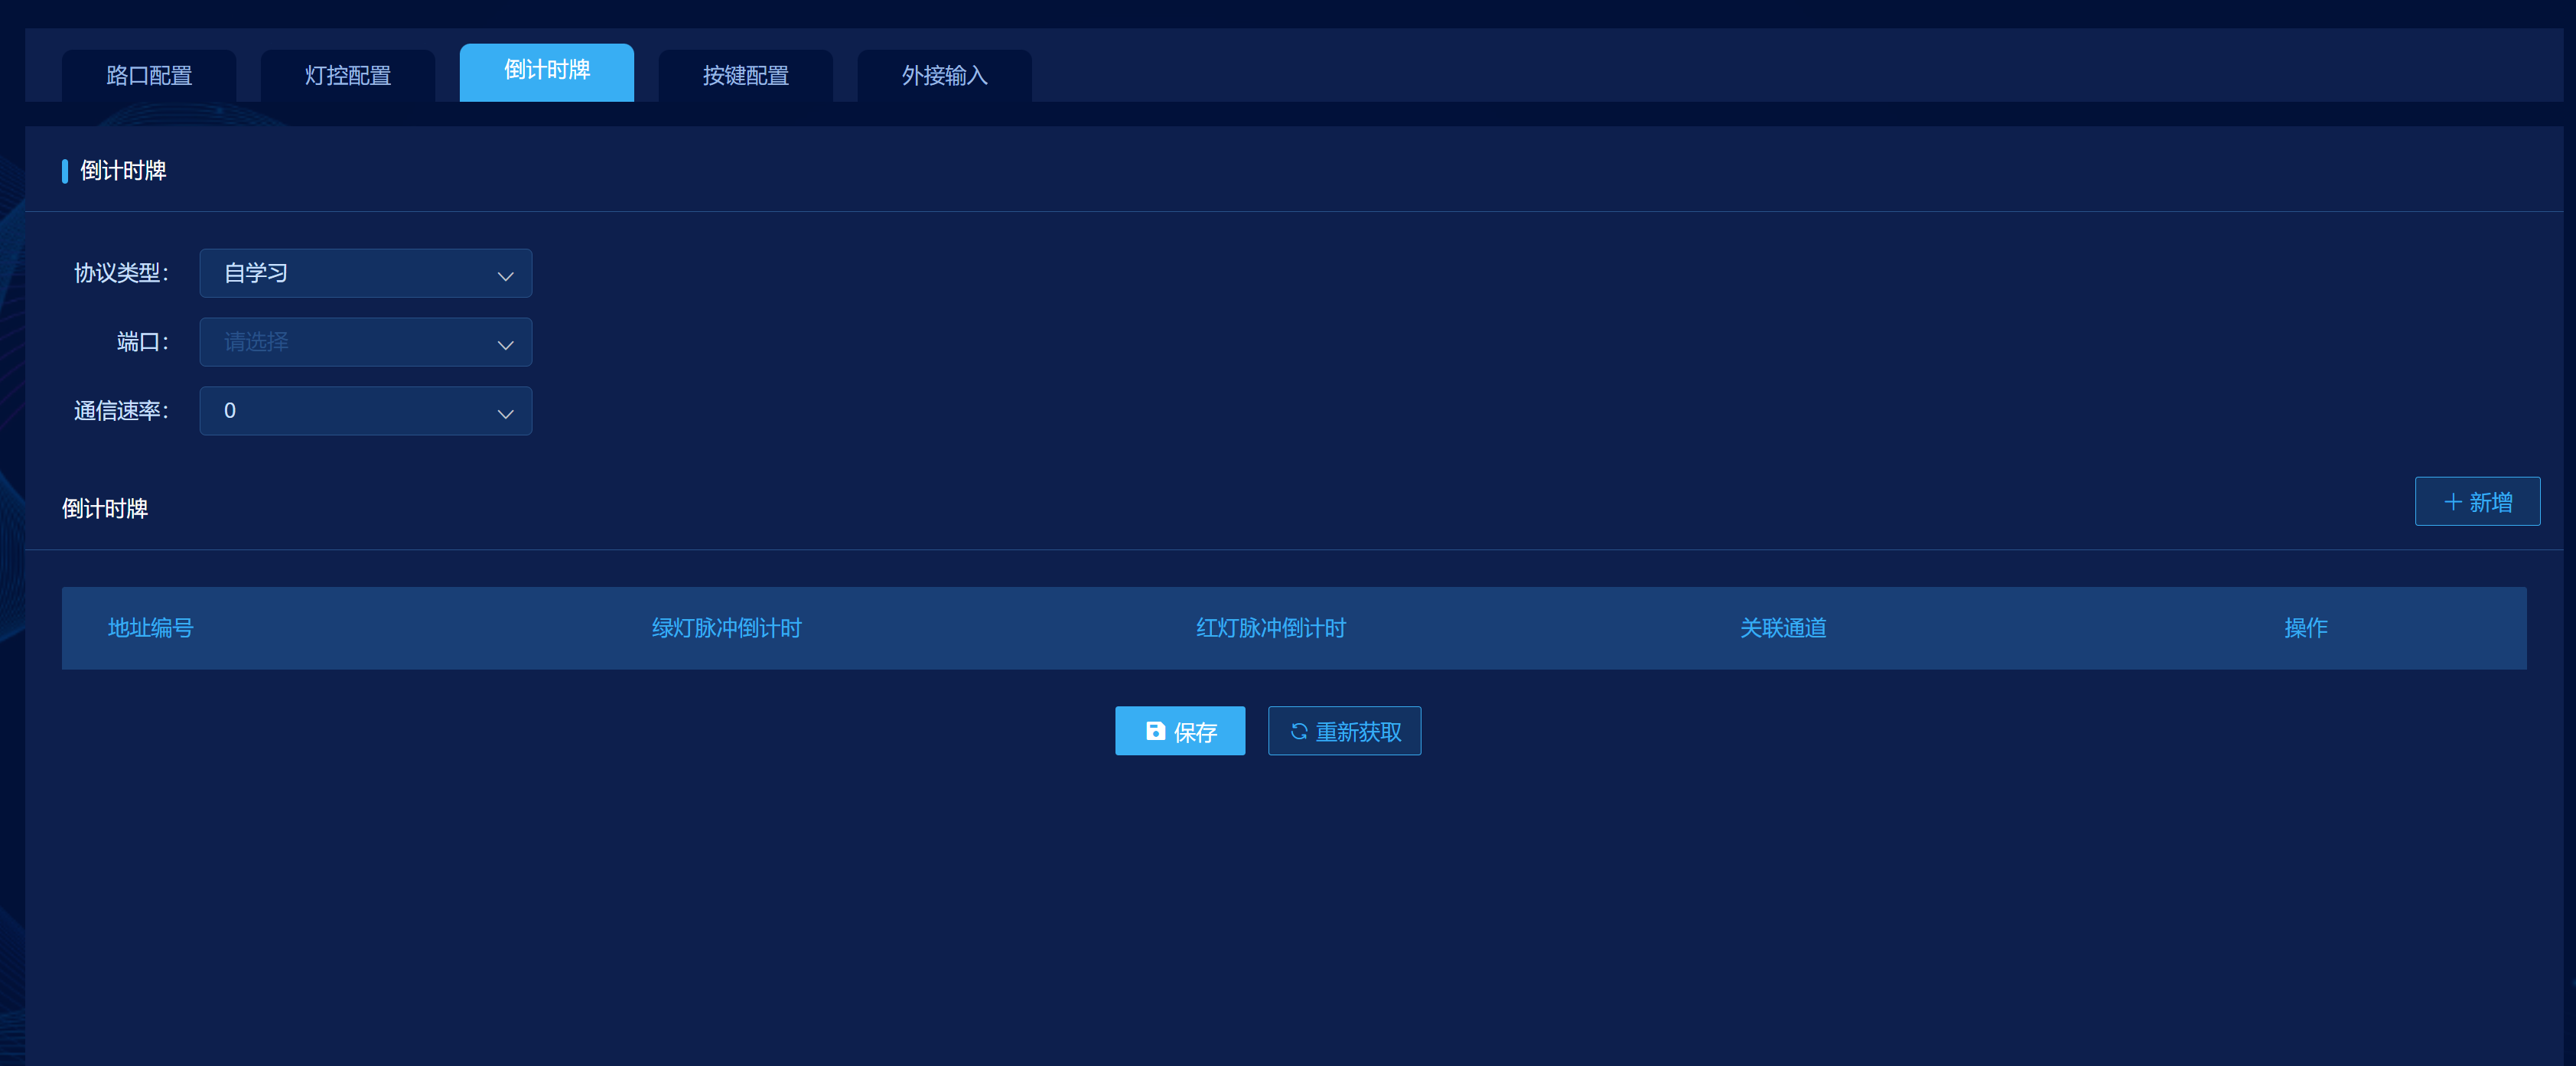 路口配置 灯控配置 倒计时牌 按键配置 外接输入
倒计时牌
协议类型： 自学习
端口： 请选择
通信速率： 0
倒计时牌 新增
地址编号 绿灯脉冲倒计时 红灯脉冲倒计时 关联通道 操作
保存 重新获取